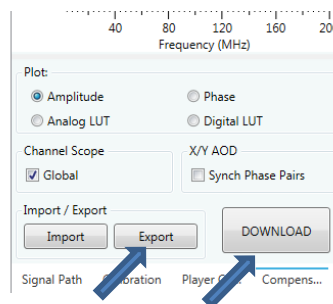 40 80 120 160 20
Frequency (MHz)
Plot:
Amplitude Phase
Analog LUT Digital LUT
Channel Scope X/Y AOD
Global Synch Phase Pairs
Import / Export
Import Export DOWNLOAD
Signal Path Player Compens...